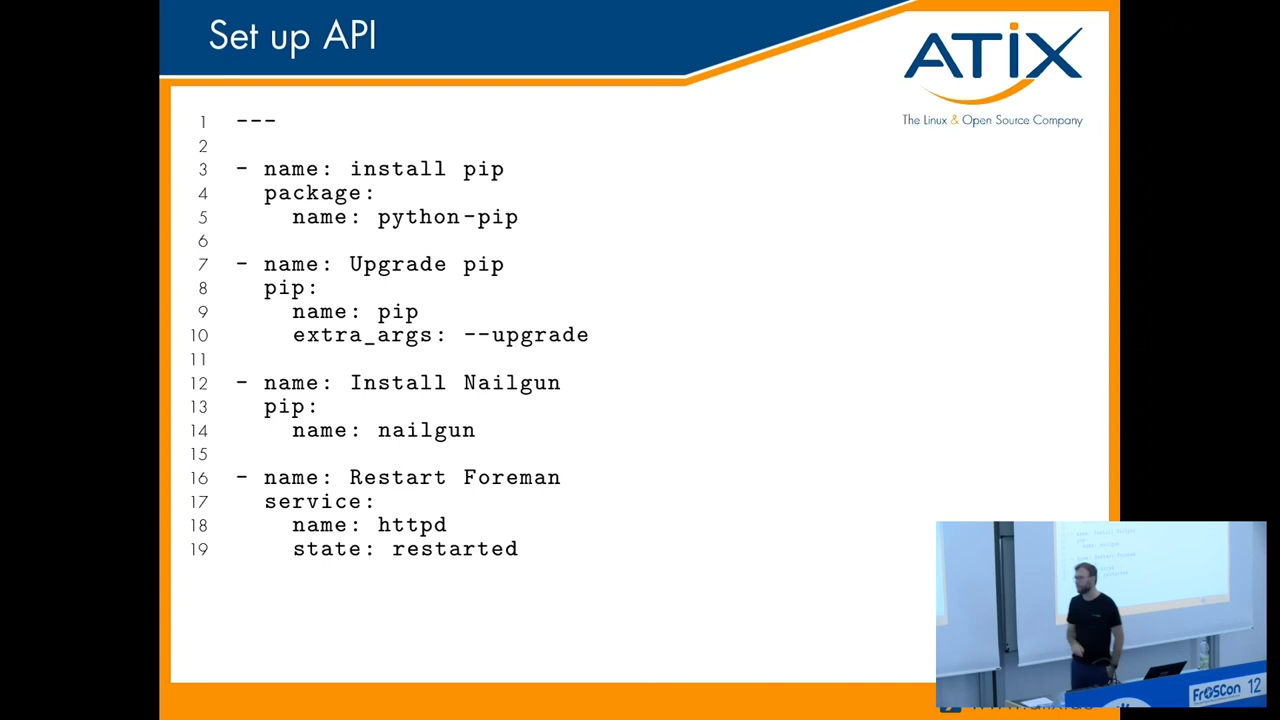 Set up API
ATIX
The Linux & Open Source Company
1 ---
2
3 - name: install pip
4 package:
5 name: python-pip
6
7 - name: Upgrade pip
8 pip:
9 name: pip
10 extra_args: --upgrade
11
12 - name: Install Nailgun
13 pip:
14 name: nailgun
15
16 - name: Restart Foreman
17 service:
18 name: httpd
19 state: restarted
FrOSCon 12